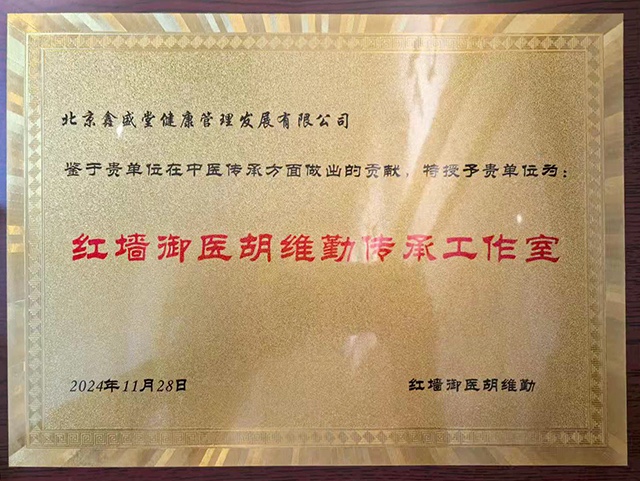 北京鑫盛堂健康管理发展有限公司
鉴于贵单位在中医传承方面做出的贡献，特授予贵单位为：
红墙御医胡维勤传承工作室
2024年11月28日
红墙御医胡维勤